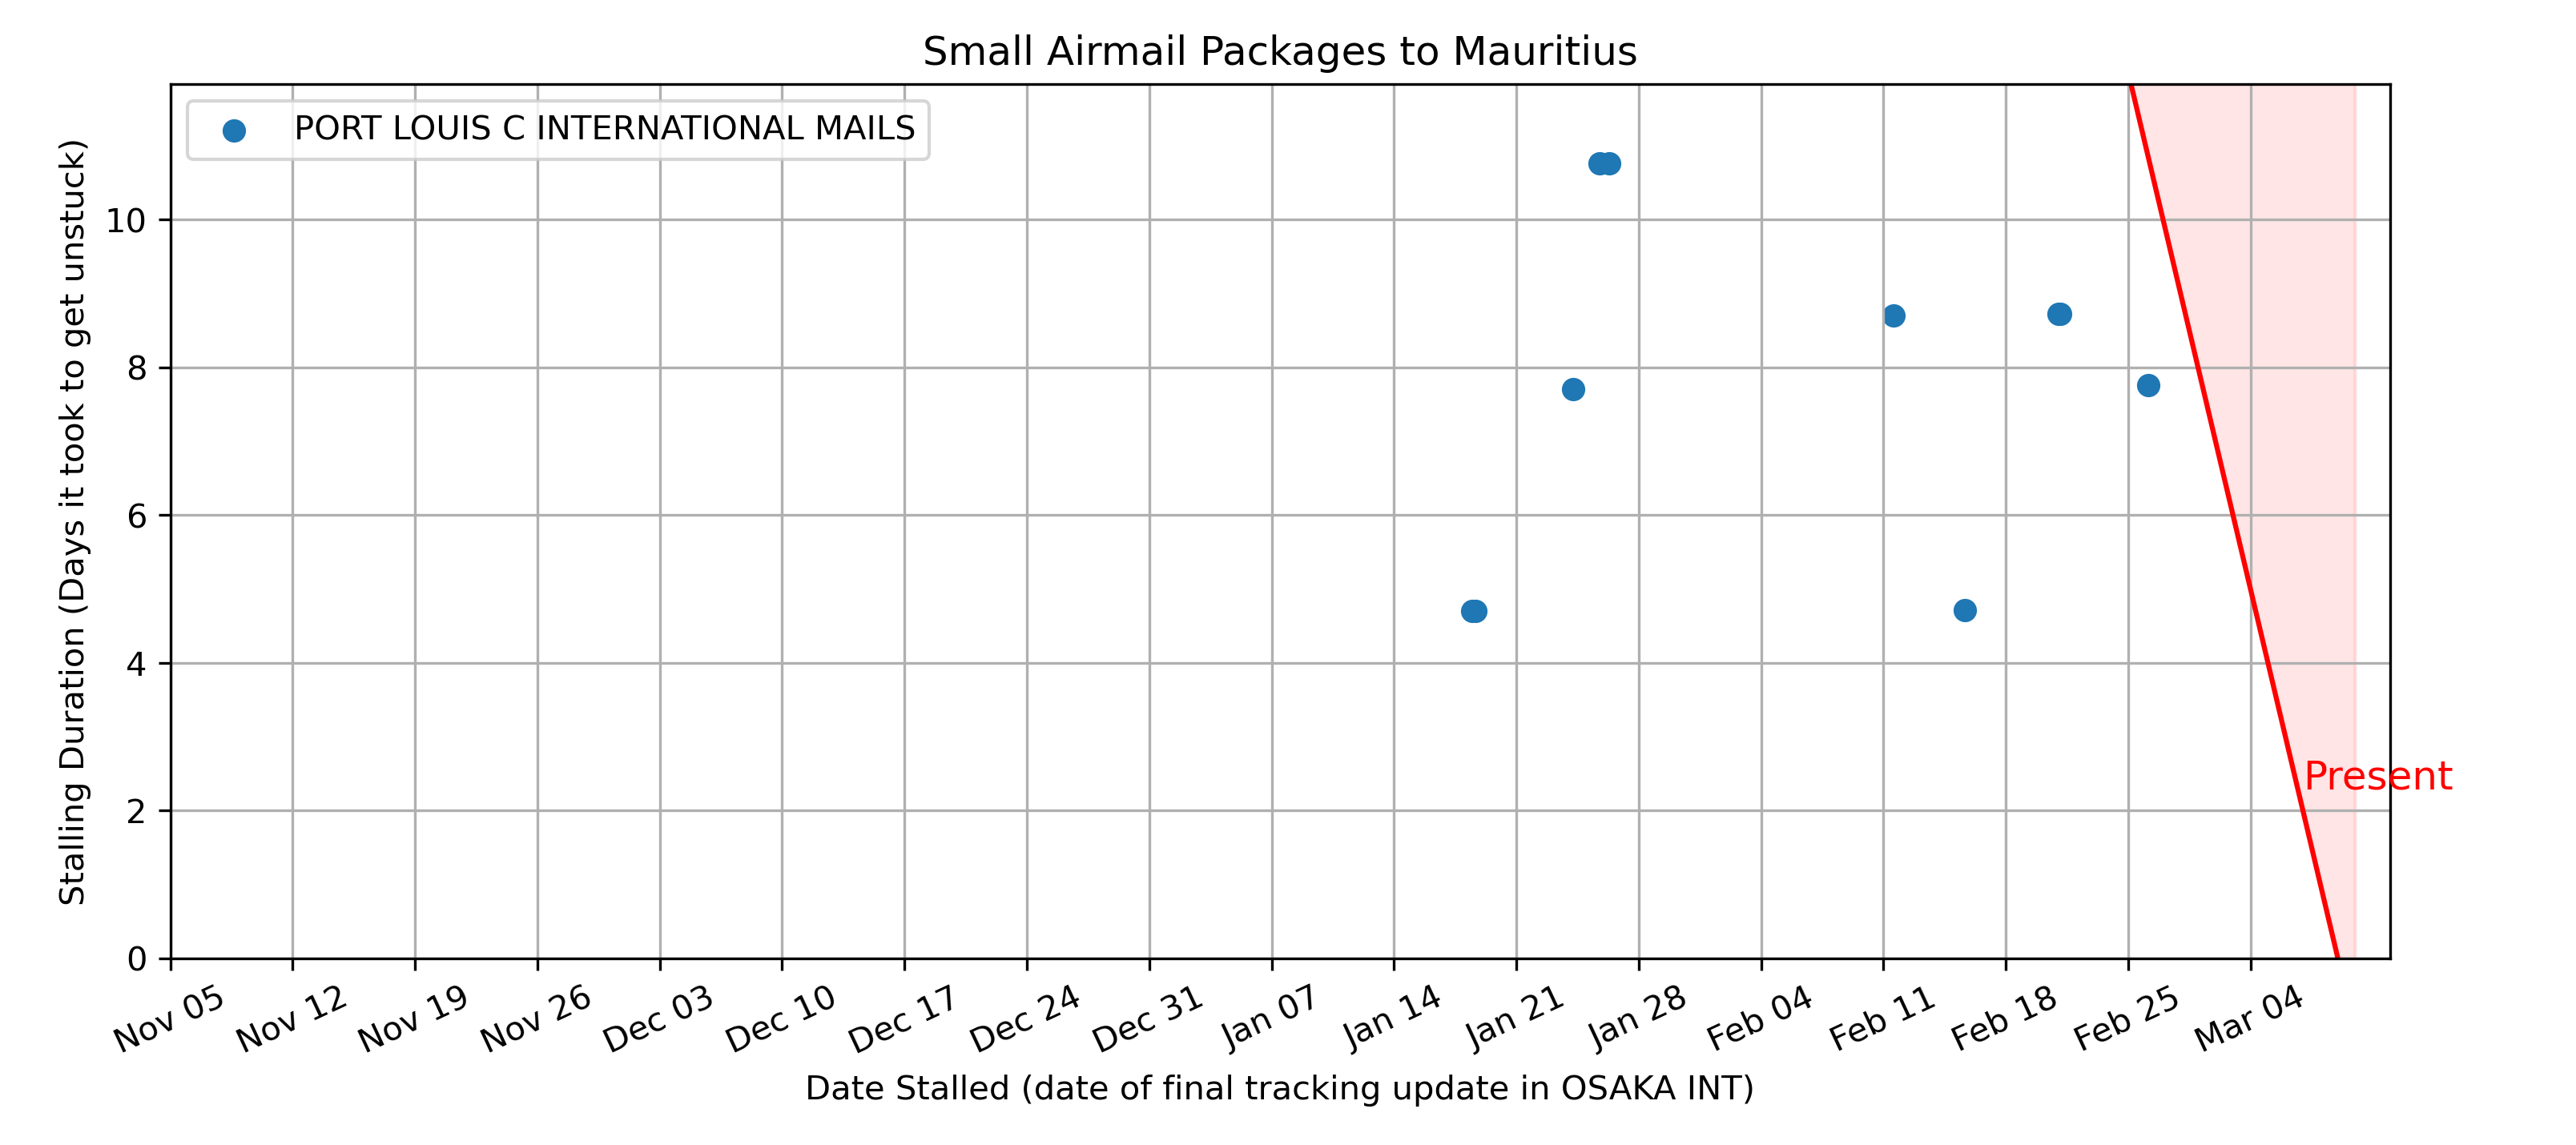 Small Airmail Packages to Mauritius
PORT LOUIS C INTERNATIONAL MAILS
Stalling Duration (Days it took to get unstuck)
10
8
6
4
2
0
Present
Nov 05
Nov 12
Nov 19
Nov 26
Dec 03
Dec 10
Dec 17
Dec 24
Dec 31
Jan 07
Jan 14
Jan 21
Jan 28
Feb 04
Feb 11
Feb 18
Feb 25
Mar 04
Date Stalled (date of final tracking update in OSAKA INT)